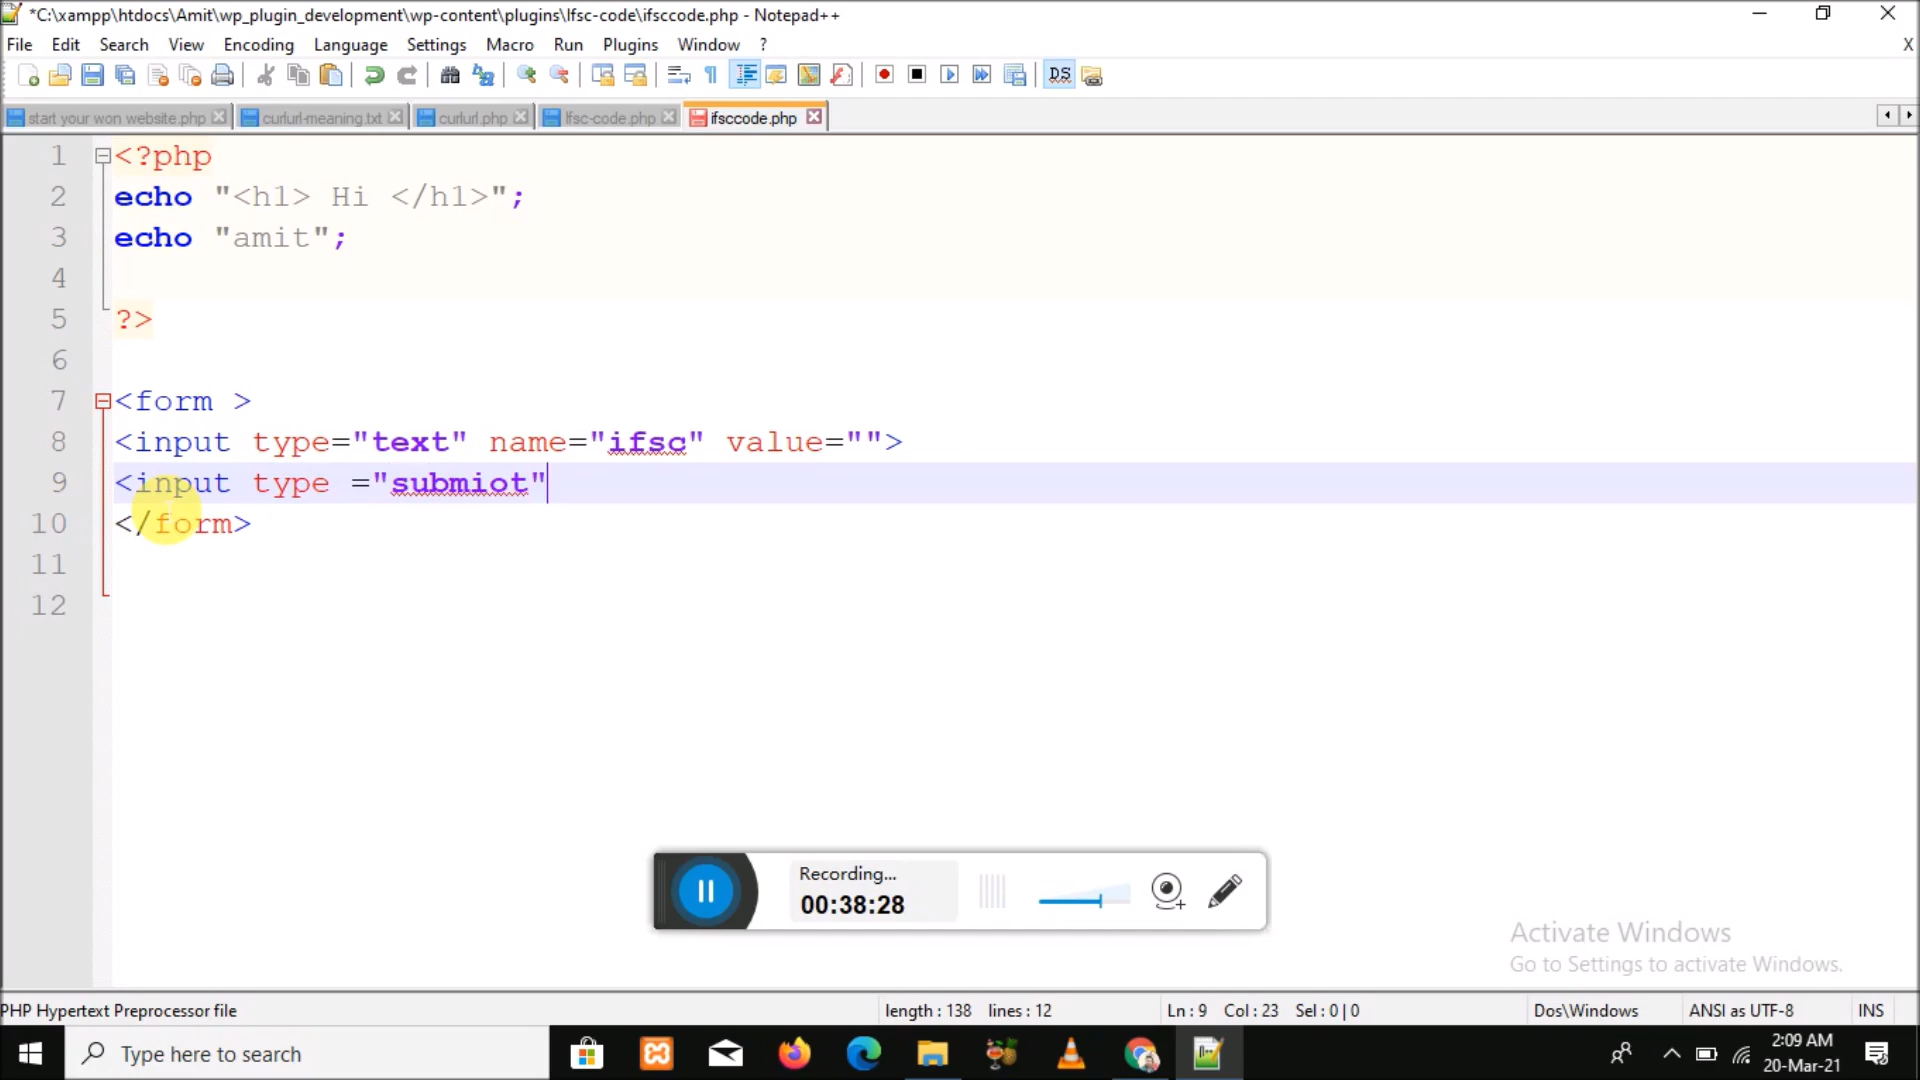 *C:\xampp\htdocs\Amit\wp_plugin_development\wp-content\plugins\Ifsc-code\ifsccode.php - Notepad++
File Edit Search View Encoding Language Settings Macro Run Plugins Window ? X
start your won website.php curlurl-meaning.txt curlurl.php Ifsc-code.php ifsccode.php
1 <?php
2 echo "<h1> Hi </h1>";
3 echo "amit";
4
5 ?>
6
7 <form >
8 <input type="text" name="ifsc" value="">
9 <input type ="submiot"
10 </form>
11
12
Recording...
00:38:28
Activate Windows
Go to Settings to activate Windows.
PHP Hypertext Preprocessor file length : 138 lines : 12 Ln : 9 Col : 23 Sel : 0 | 0 Dos\Windows ANSI as UTF-8 INS
Type here to search
2:09 AM
20-Mar-21